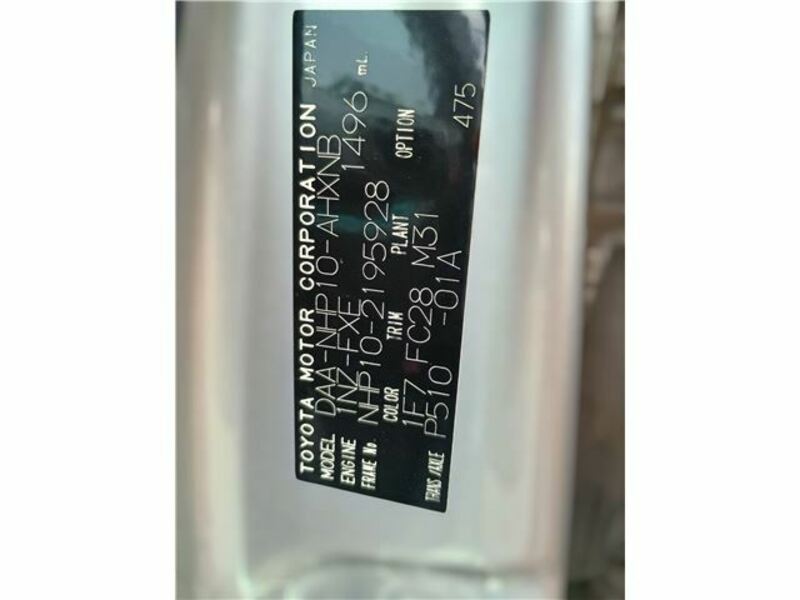 TOYOTA MOTOR CORPORATION JAPAN
MODEL DAA-NHP10-AHXNB
ENGINE 1NZ-FXE 1496 mL.
FRAME No. NHP10-2195928
COLOR TRIM PLANT OPTION
1F7 FC28 M31 475
TRANS/AXLE P510 -01A